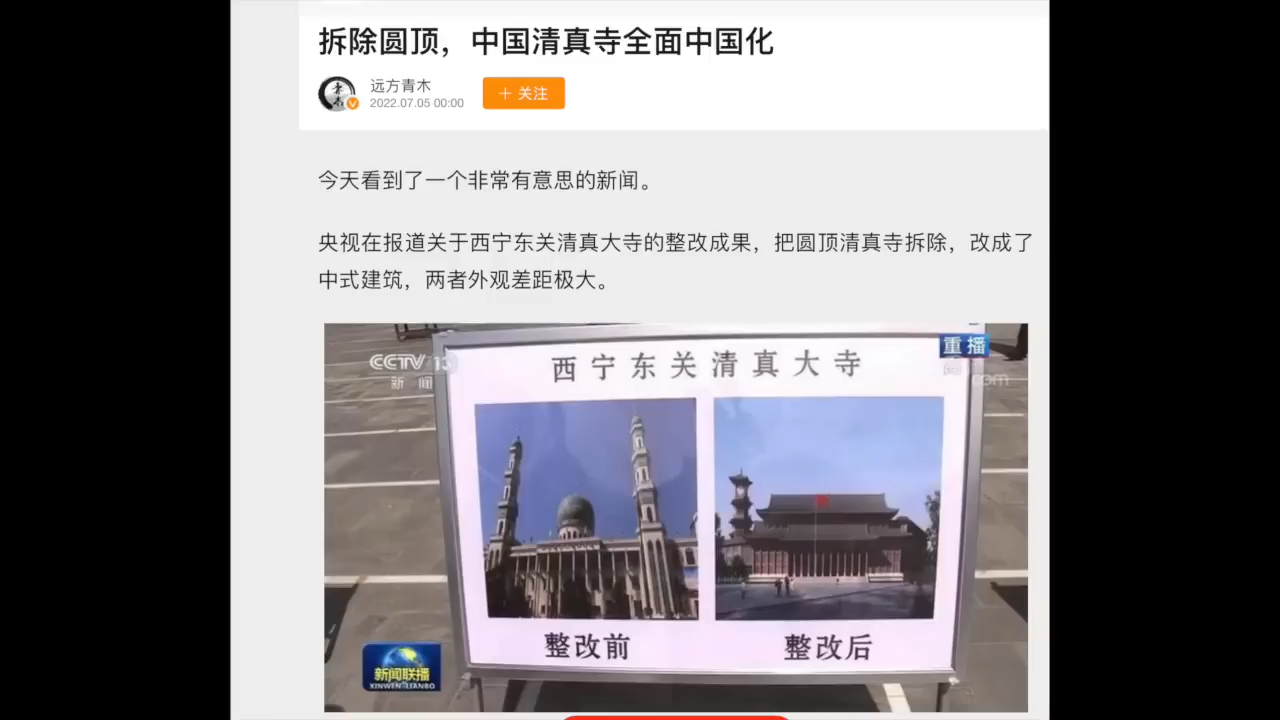 拆除圆顶，中国清真寺全面中国化
远方青木
2022.07.05 00:00
＋ 关注
今天看到了一个非常有意思的新闻。
央视在报道关于西宁东关清真大寺的整改成果，把圆顶清真寺拆除，改成了
中式建筑，两者外观差距极大。
CCTV 13
新闻
重播
com
西宁东关清真大寺
整改前
整改后
新闻联播
XINWEN LIANBO